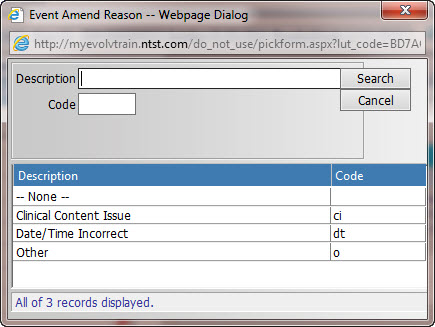 Event Amend Reason -- Webpage Dialog
http://myevolvtrain.ntst.com/do_not_use/pickform.aspx?lut_code=BD7A
Description Search
Code Cancel
Description Code
-- None --
Clinical Content Issue ci
Date/Time Incorrect dt
Other o
All of 3 records displayed.